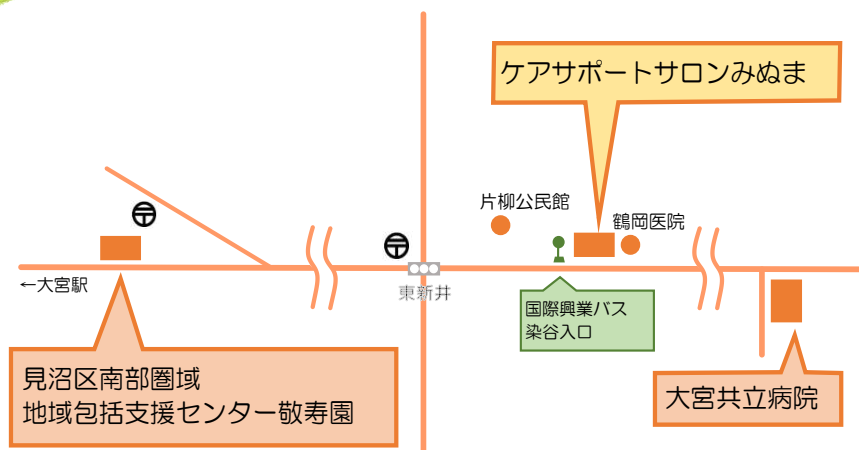 ケアサポートサロンみぬま
片柳公民館
鶴岡医院
←大宮駅
東新井
国際興業バス
染谷入口
見沼区南部圏域
地域包括支援センター敬寿園
大宮共立病院